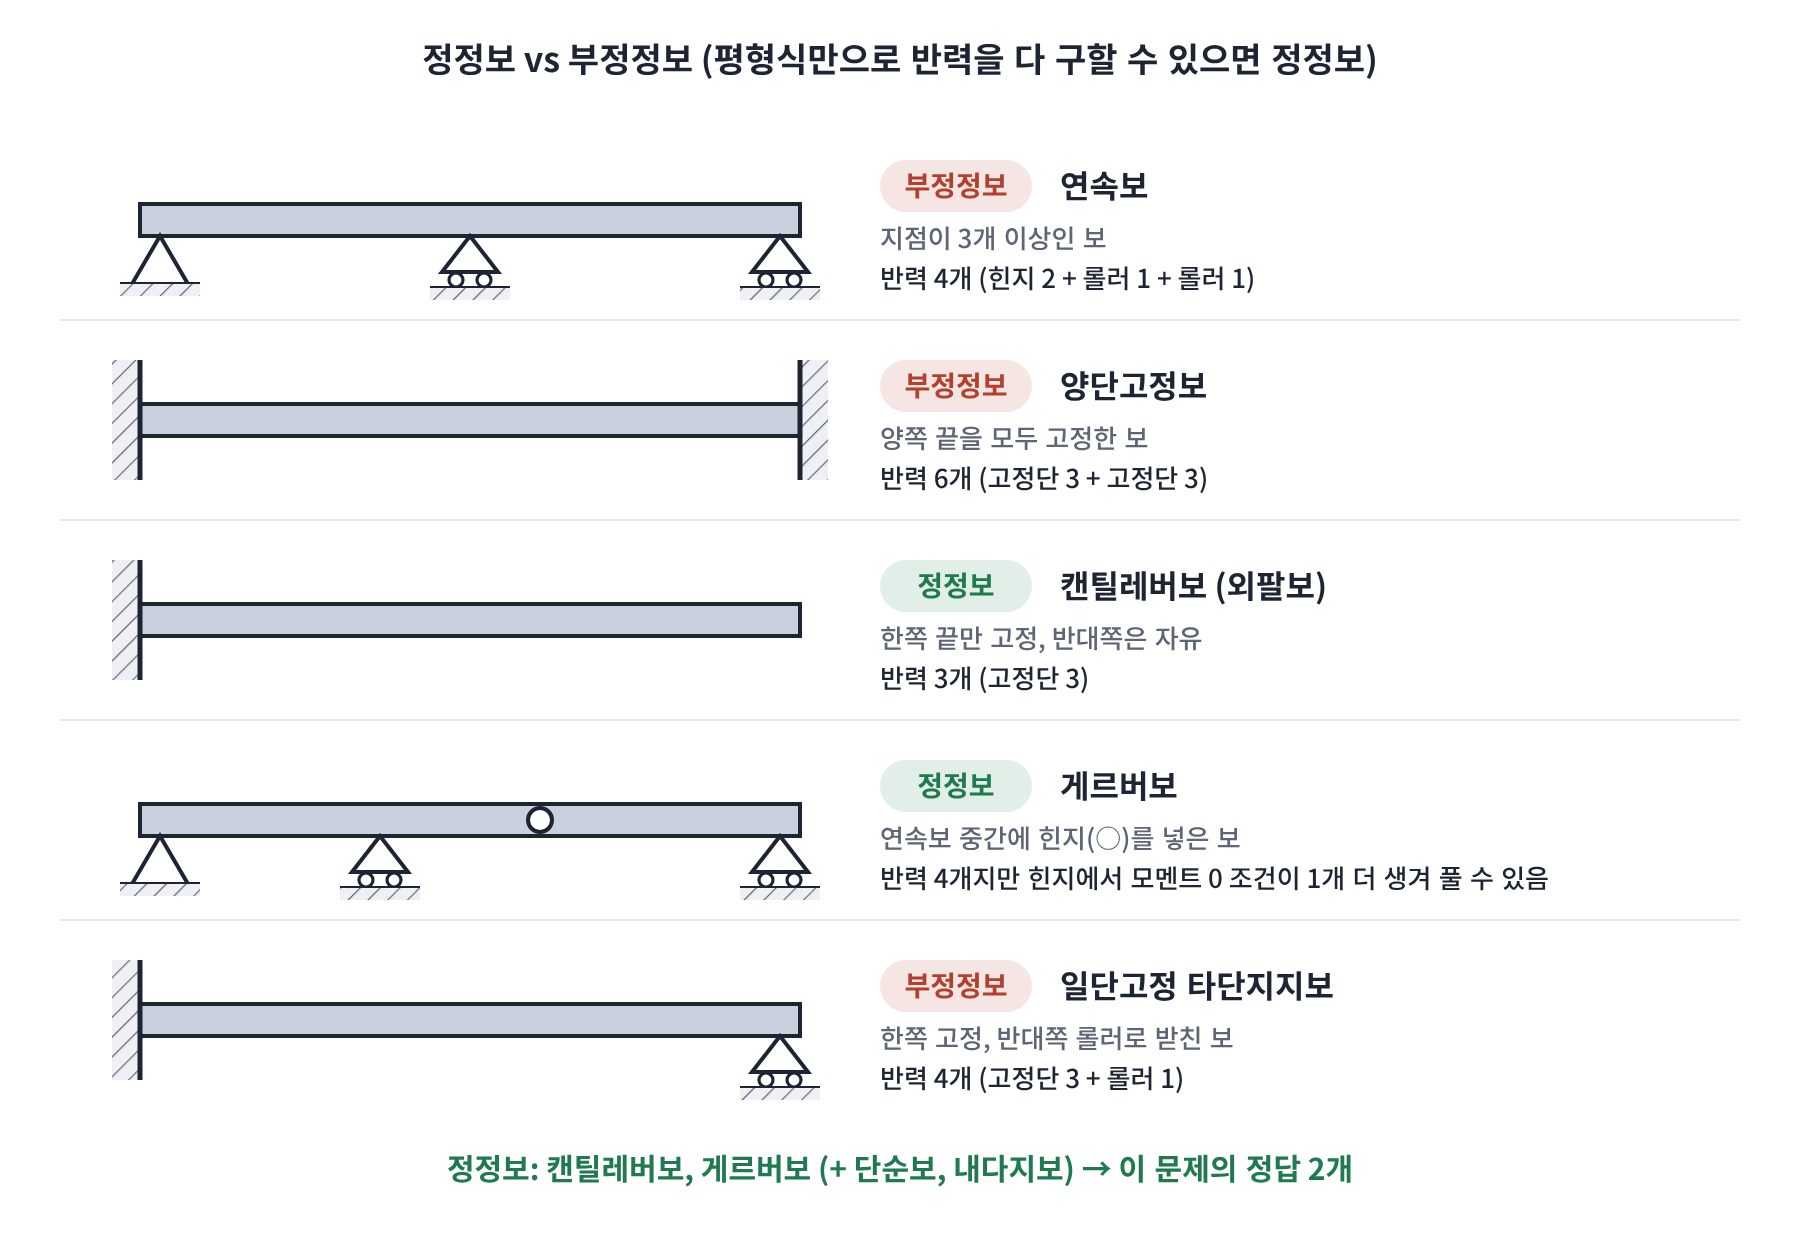 정정보 vs 부정정보 (평형식만으로 반력을 다 구할 수 있으면 정정보)
부정정보 연속보
지점이 3개 이상인 보
반력 4개 (힌지 2 + 롤러 1 + 롤러 1)
부정정보 양단고정보
양쪽 끝을 모두 고정한 보
반력 6개 (고정단 3 + 고정단 3)
정정보 캔틸레버보 (외팔보)
한쪽 끝만 고정, 반대쪽은 자유
반력 3개 (고정단 3)
정정보 게르버보
연속보 중간에 힌지(◯)를 넣은 보
반력 4개지만 힌지에서 모멘트 0 조건이 1개 더 생겨 풀 수 있음
부정정보 일단고정 타단지지보
한쪽 고정, 반대쪽 롤러로 받친 보
반력 4개 (고정단 3 + 롤러 1)
정정보: 캔틸레버보, 게르버보 (+ 단순보, 내다지보) → 이 문제의 정답 2개